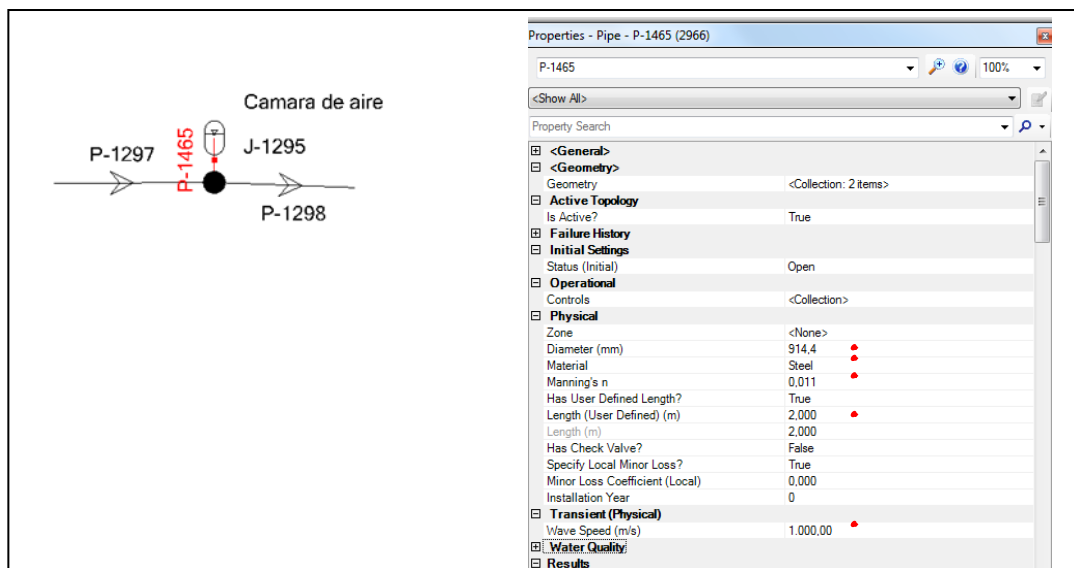 Camara de aire
P-1297
P-1465
J-1295
P-1298
Properties - Pipe - P-1465 (2966)
P-1465
100%
<Show All>
Property Search
<General>
<Geometry>
Geometry <Collection: 2 items>
Active Topology
Is Active? True
Failure History
Initial Settings
Status (Initial) Open
Operational
Controls <Collection>
Physical
Zone <None>
Diameter (mm) 914,4
Material Steel
Manning's n 0,011
Has User Defined Length? True
Length (User Defined) (m) 2,000
Length (m) 2,000
Has Check Valve? False
Specify Local Minor Loss? True
Minor Loss Coefficient (Local) 0,000
Installation Year 0
Transient (Physical)
Wave Speed (m/s) 1.000,00
Water Quality
Results